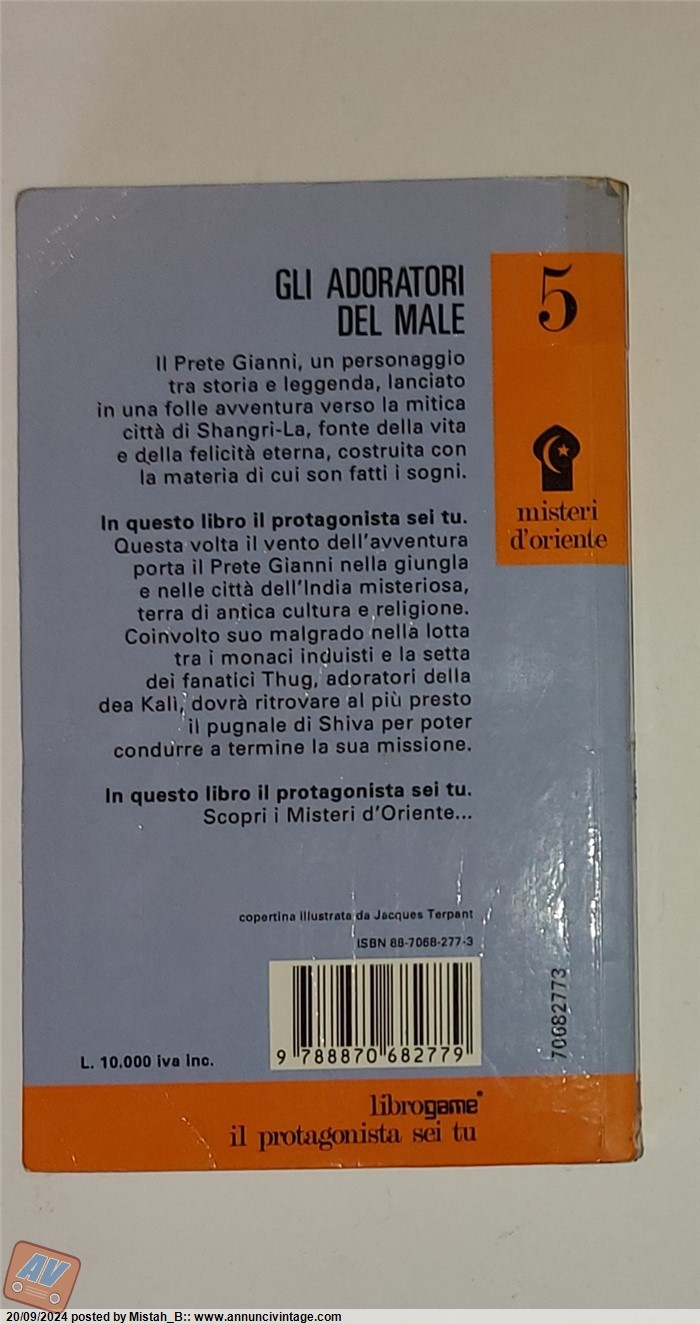 GLI ADORATORI
DEL MALE
5
Il Prete Gianni, un personaggio
tra storia e leggenda, lanciato
in una folle avventura verso la mitica
città di Shangri-La, fonte della vita
e della felicità eterna, costruita con
la materia di cui son fatti i sogni.
misteri
d'oriente
In questo libro il protagonista sei tu.
Questa volta il vento dell'avventura
porta il Prete Gianni nella giungla
e nelle città dell'India misteriosa,
terra di antica cultura e religione.
Coinvolto suo malgrado nella lotta
tra i monaci induisti e la setta
dei fanatici Thug, adoratori della
dea Kalì, dovrà ritrovare al più presto
il pugnale di Shiva per poter
condurre a termine la sua missione.
In questo libro il protagonista sei tu.
Scopri i Misteri d'Oriente...
copertina illustrata da Jacques Terpant
ISBN 88-7068-277-3
9 788870 682779
70682773
L. 10.000 iva inc.
librogame
il protagonista sei tu
AV
20/09/2024 posted by Mistah_B:: www.annuncivintage.com